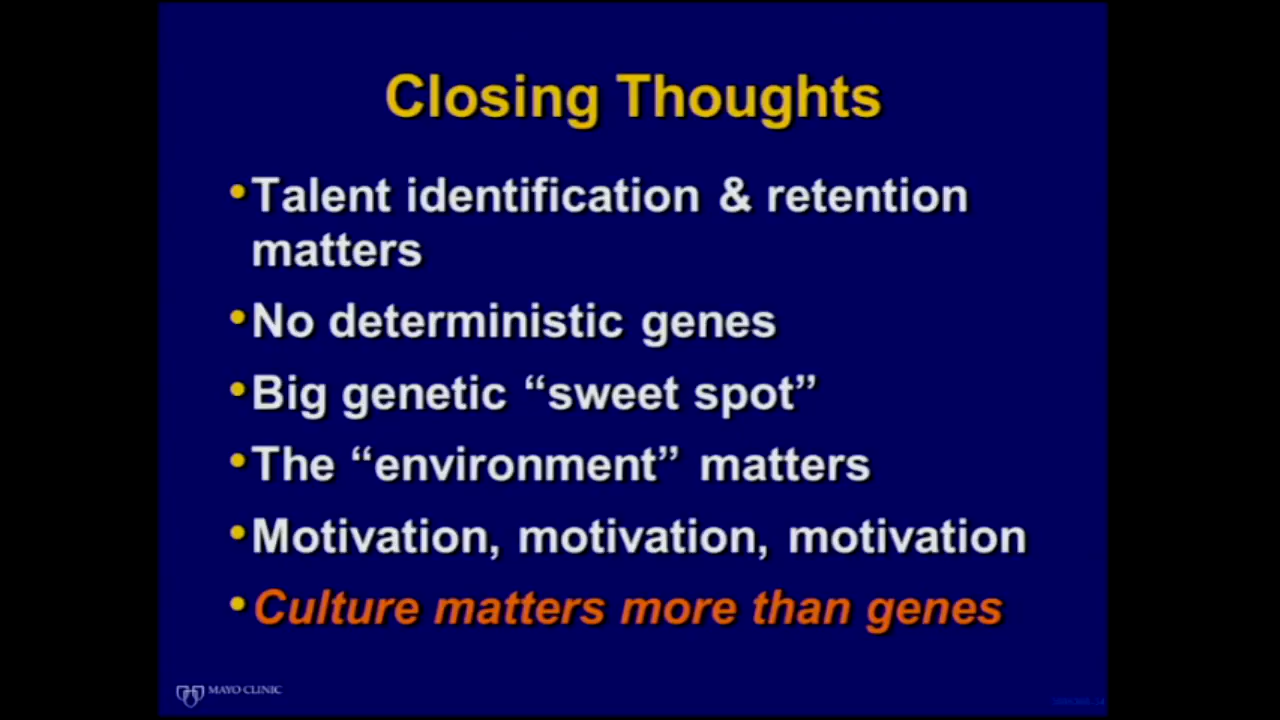 Closing Thoughts
•Talent identification & retention
matters
•No deterministic genes
•Big genetic “sweet spot”
•The “environment” matters
•Motivation, motivation, motivation
•Culture matters more than genes
MAYO CLINIC